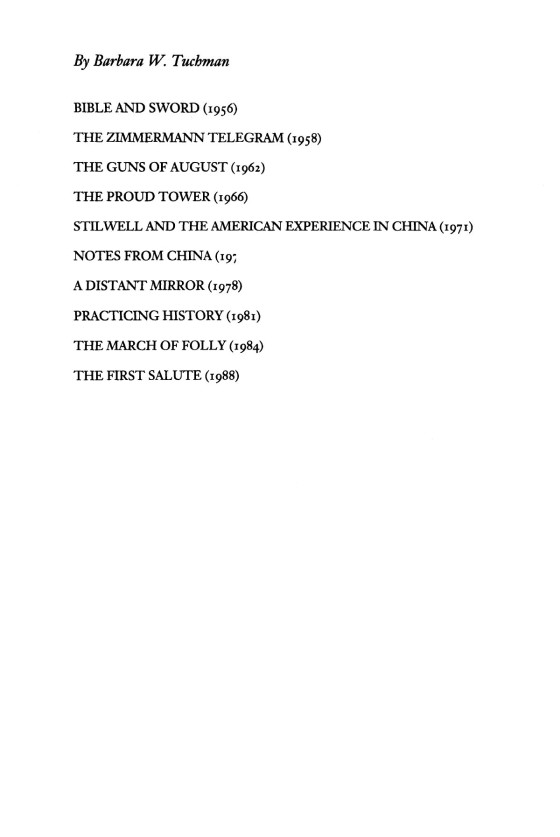 By Barbara W. Tuchman
BIBLE AND SWORD (1956)
THE ZIMMERMANN TELEGRAM (1958)
THE GUNS OF AUGUST (1962)
THE PROUD TOWER (1966)
STILWELL AND THE AMERICAN EXPERIENCE IN CHINA (1971)
NOTES FROM CHINA
A DISTANT MIRROR (1978)
PRACTICING HISTORY (1981)
THE MARCH OF FOLLY (1984)
THE FIRST SALUTE (1988)